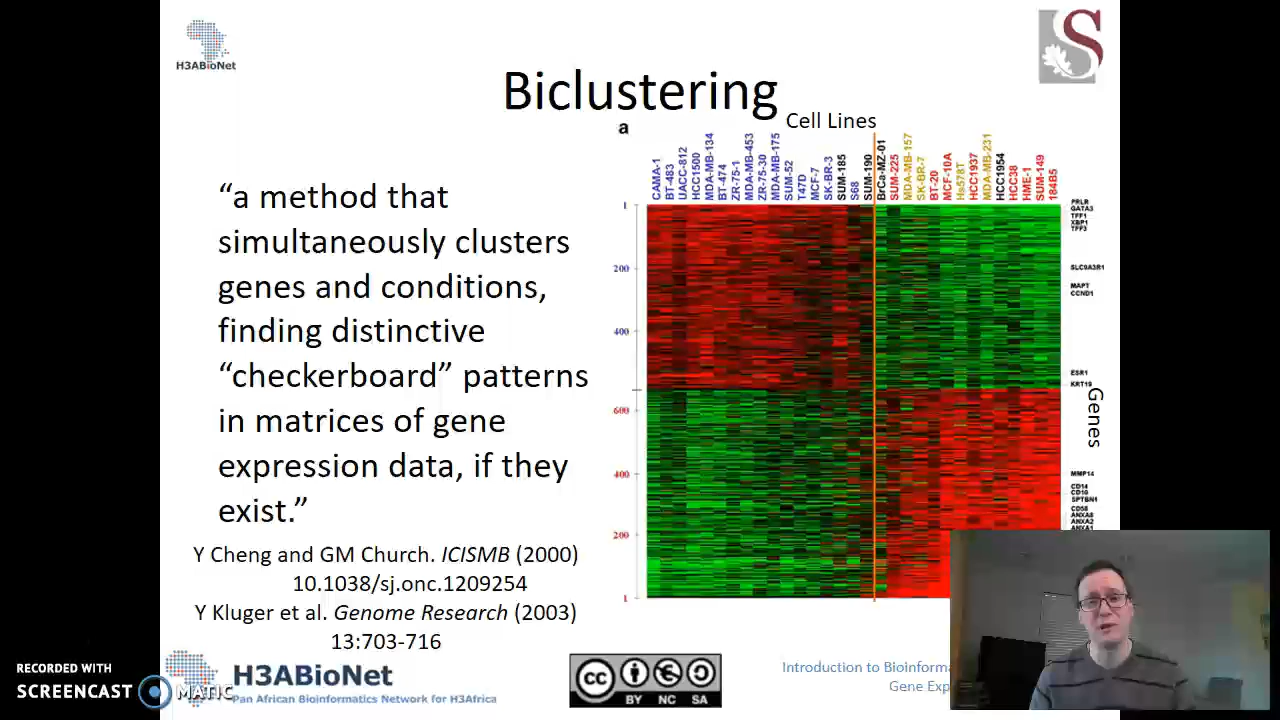 H3ABioNet
S
Biclustering
a
Cell Lines
CAMA-1
BT-483
UACC-812
HCC1500
MDA-MB-134
BT-474
ZR-75-1
MDA-MB-453
ZR-75-30
MDA-MB-175
SUM-52
T47D
MCF-7
SK-BR-3
SUM-185
S68
SUM-190
BrCa-MZ-01
SUM-225
MDA-MB-157
SK-BR-7
BT-20
MCF-10A
Hs578T
HCC1937
MDA-MB-231
HCC1954
HCC38
HME-1
SUM-149
184B5
“a method that
simultaneously clusters
genes and conditions,
finding distinctive
“checkerboard” patterns
in matrices of gene
expression data, if they
exist.”
Y Cheng and GM Church. ICISMB (2000)
10.1038/sj.onc.1209254
Y Kluger et al. Genome Research (2003)
13:703-716
1
200
400
600
400
200
1
PRLR
GATA3
TFF1
XBP1
TFF3
SLC9A3R1
MAPT
CCND1
ESR1
KRT19
Genes
MMP14
CD14
CD10
SPTBN1
CD58
ANXA8
ANXA2
ANXA1
RECORDED WITH
SCREENCAST MATIC
H3ABioNet
Pan African Bioinformatics Network for H3Africa
cc
BY NC SA
Introduction to Bioinforma
Gene Exp